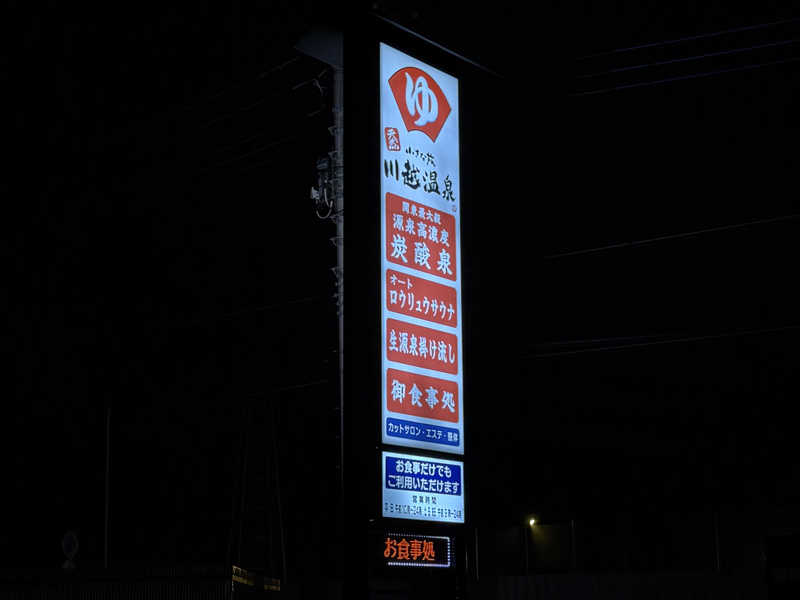 ゆ
天然
小さな旅
川越温泉
関東最大級
源泉高濃度
炭酸泉
オート
ロウリュウサウナ
生源泉掛け流し
御食事処
カットサロン・エステ・整体
お食事だけでも
ご利用いただけます
営業時間
お食事処